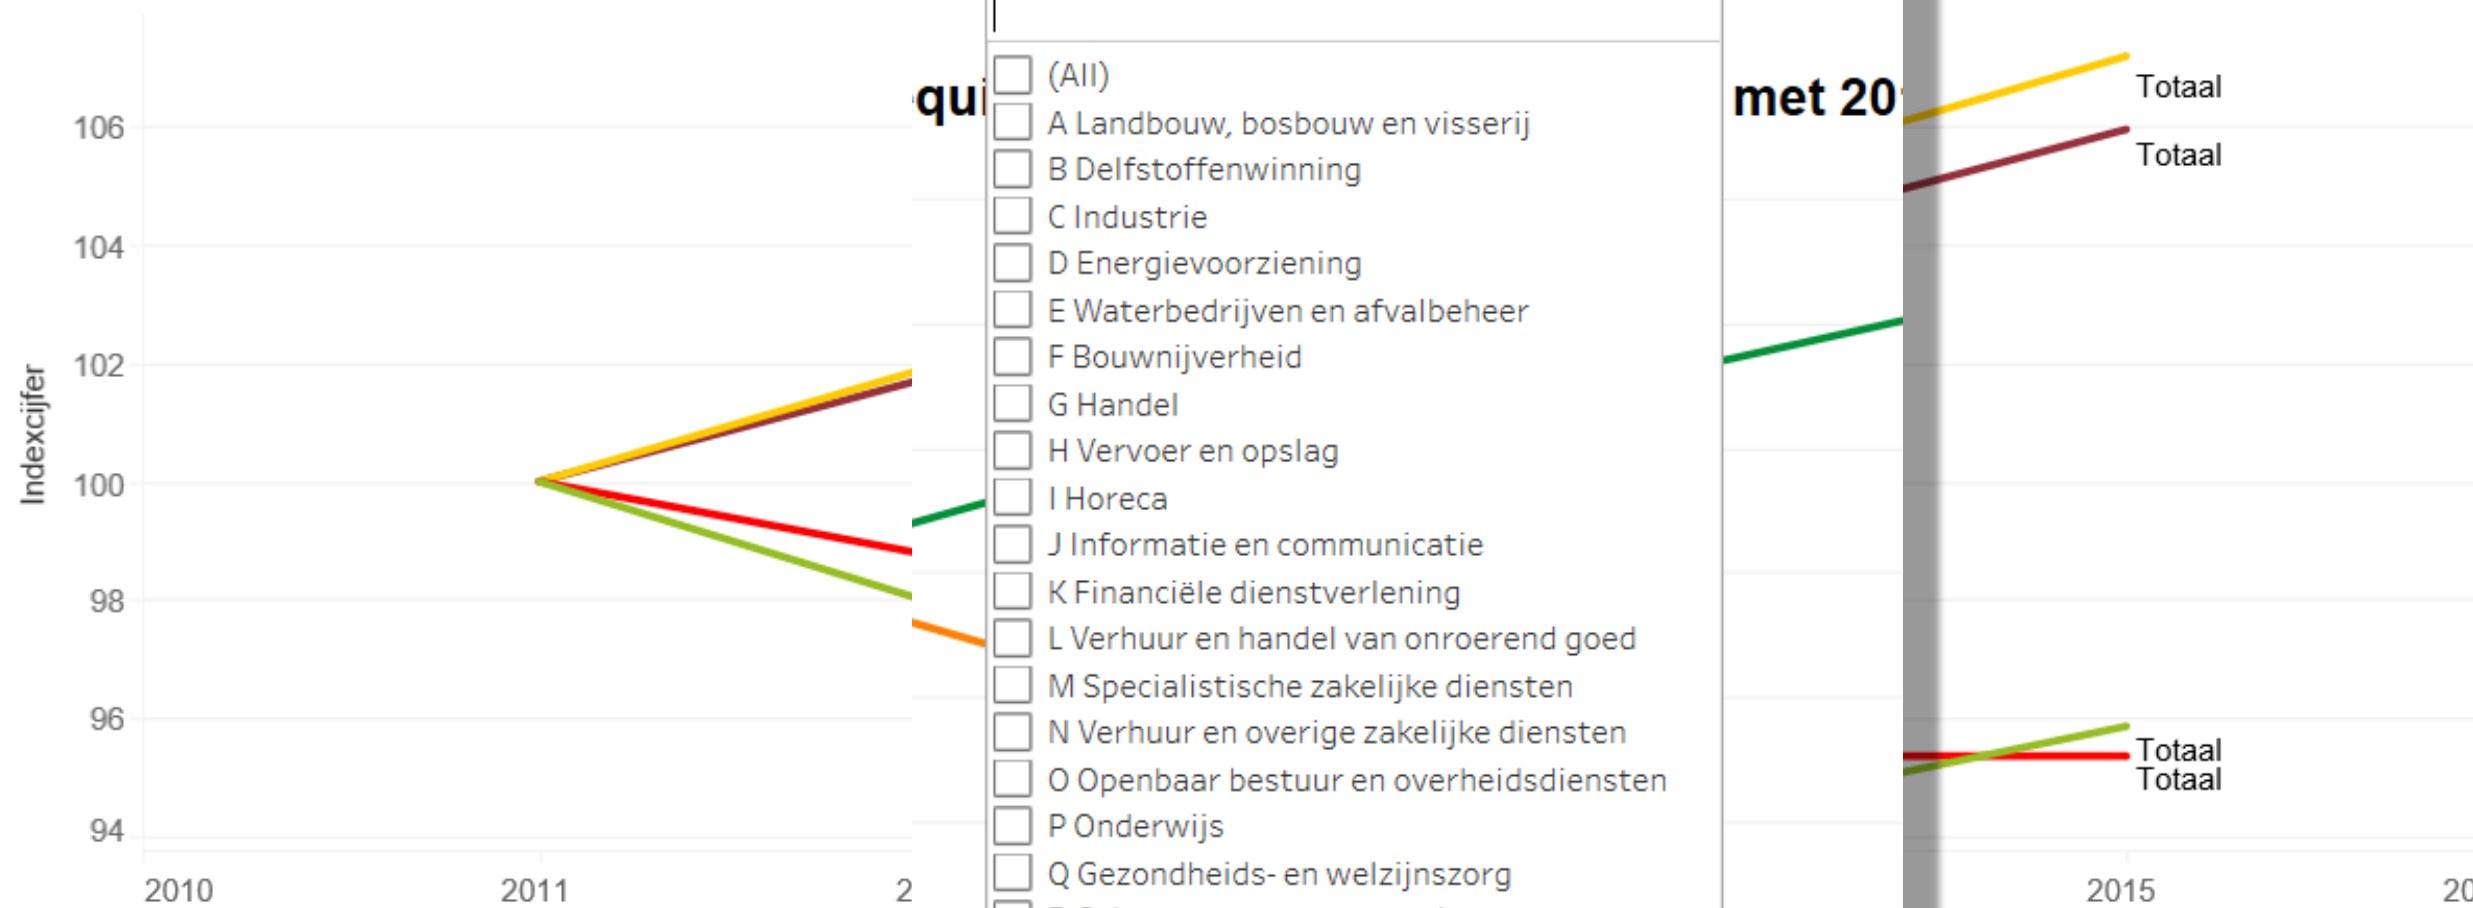 106
104
102
100
98
96
94
Indexcijfer
2010
2011
2
qui
(All)
A Landbouw, bosbouw en visserij
B Delfstoffenwinning
C Industrie
D Energievoorziening
E Waterbedrijven en afvalbeheer
F Bouwnijverheid
G Handel
H Vervoer en opslag
I Horeca
J Informatie en communicatie
K Financiële dienstverlening
L Verhuur en handel van onroerend goed
M Specialistische zakelijke diensten
N Verhuur en overige zakelijke diensten
O Openbaar bestuur en overheidsdiensten
P Onderwijs
Q Gezondheids- en welzijnszorg
met 20
Totaal
Totaal
Totaal
Totaal
2015
20